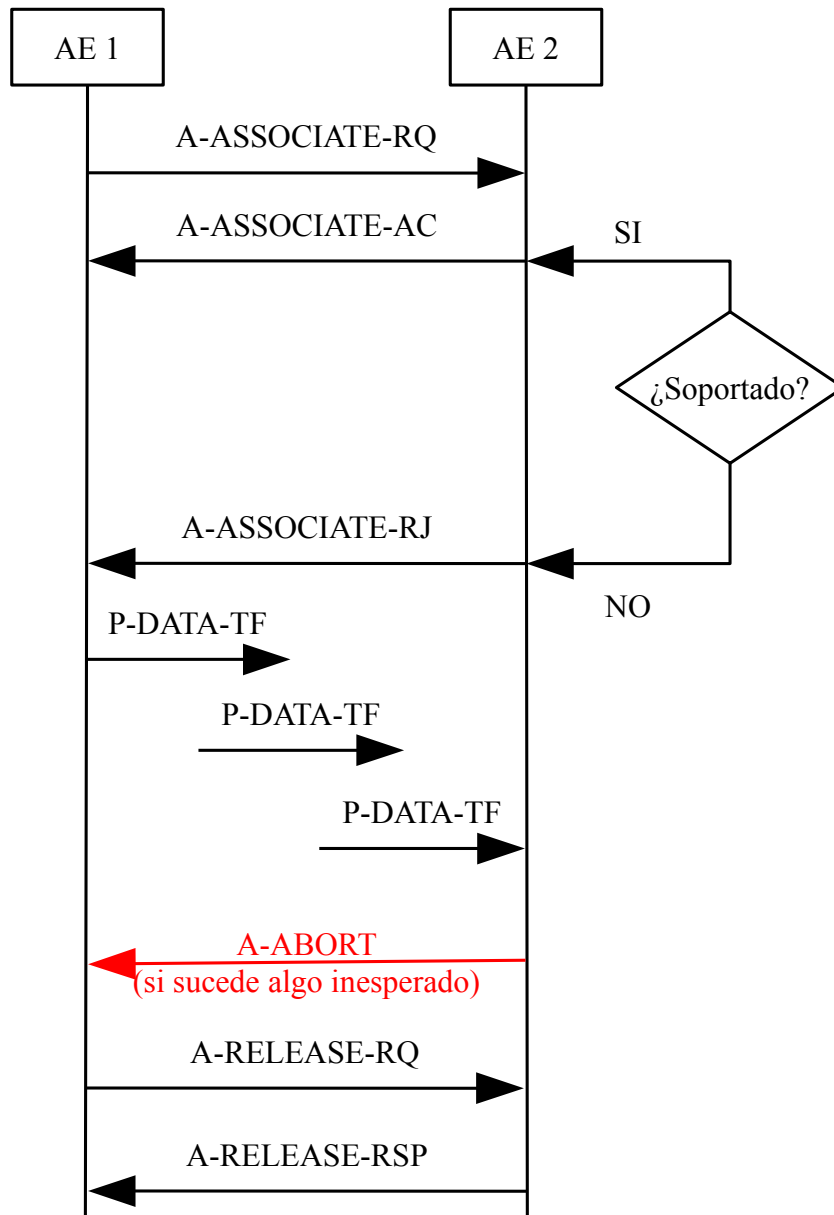 AE 1
AE 2
A-ASSOCIATE-RQ
A-ASSOCIATE-AC
SI
¿Soportado?
A-ASSOCIATE-RJ
NO
P-DATA-TF
P-DATA-TF
P-DATA-TF
A-ABORT
(si sucede algo inesperado)
A-RELEASE-RQ
A-RELEASE-RSP